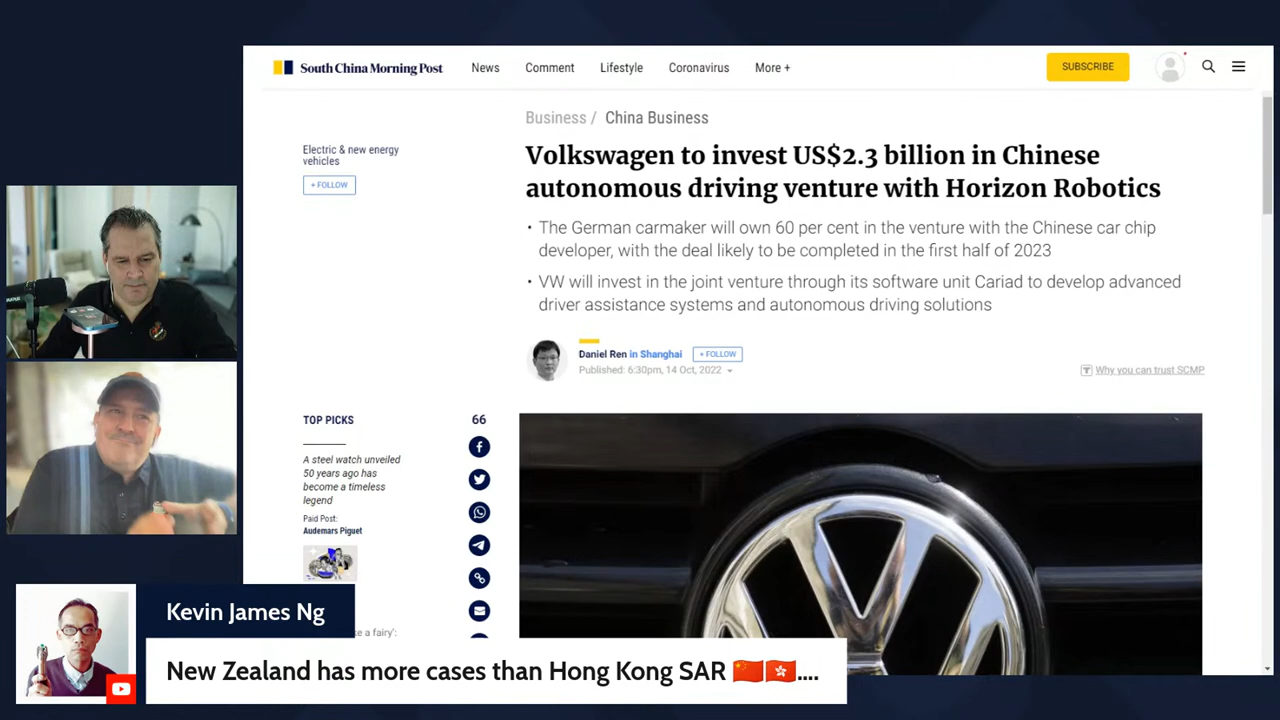 South China Morning Post
News
Comment
Lifestyle
Coronavirus
More +
SUBSCRIBE
Business / China Business
Electric & new energy
vehicles
+ FOLLOW
Volkswagen to invest US$2.3 billion in Chinese
autonomous driving venture with Horizon Robotics
• The German carmaker will own 60 per cent in the venture with the Chinese car chip
developer, with the deal likely to be completed in the first half of 2023
• VW will invest in the joint venture through its software unit Cariad to develop advanced
driver assistance systems and autonomous driving solutions
Daniel Ren in Shanghai
+ FOLLOW
Published: 6:30pm, 14 Oct, 2022
Why you can trust SCMP
TOP PICKS
66
A steel watch unveiled
50 years ago has
become a timeless
legend
Paid Post:
Audemars Piguet
e a fairy':
Kevin James Ng
New Zealand has more cases than Hong Kong SAR 🇨🇳🇭🇰....